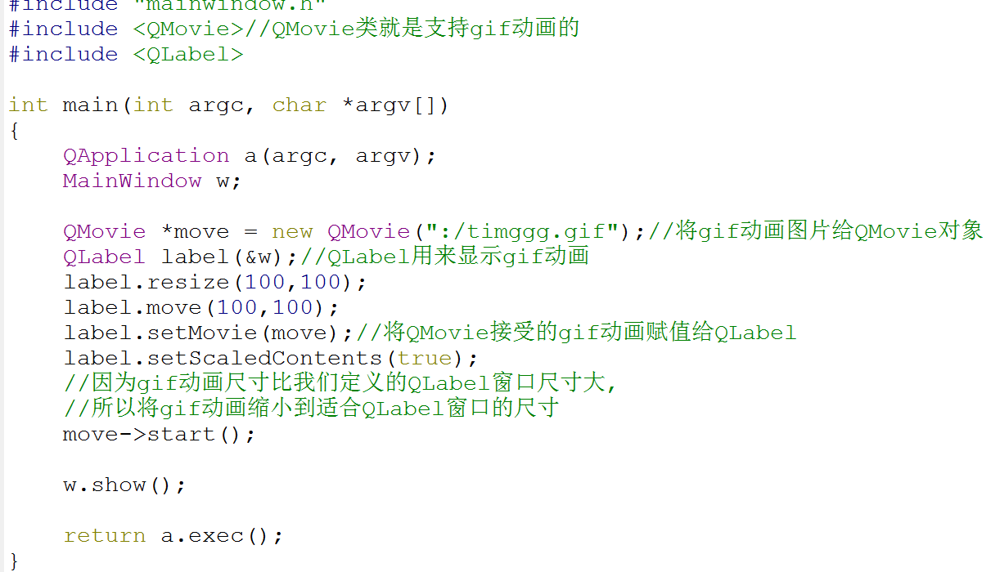 #include "mainwindow.h"
#include <QMovie>//QMovie类就是支持gif动画的
#include <QLabel>
int main(int argc, char *argv[])
{
QApplication a(argc, argv);
MainWindow w;
QMovie *move = new QMovie(":/timggg.gif");//将gif动画图片给QMovie对象
QLabel label(&w);//QLabel用来显示gif动画
label.resize(100,100);
label.move(100,100);
label.setMovie(move);//将QMovie接受的gif动画赋值给QLabel
label.setScaledContents(true);
//因为gif动画尺寸比我们定义的QLabel窗口尺寸大,
//所以将gif动画缩小到适合QLabel窗口的尺寸
move->start();
w.show();
return a.exec();
}